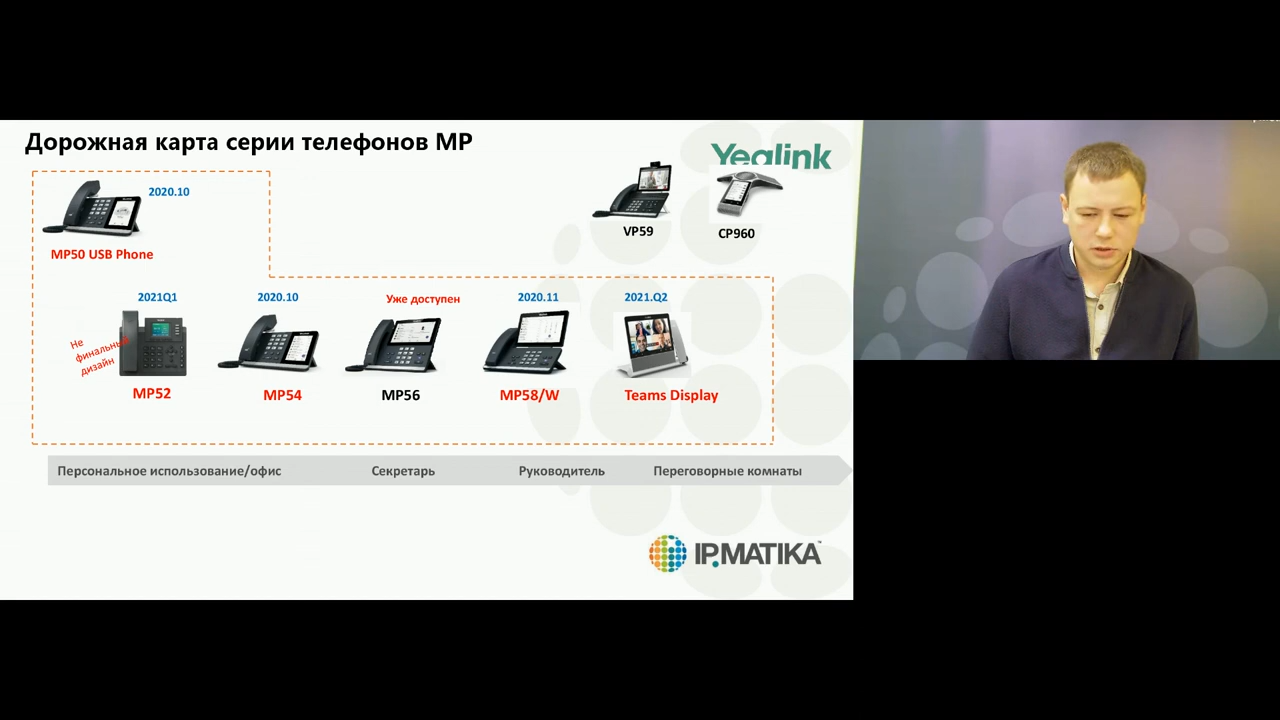 Дорожная карта серии телефонов MP
Yealink
2020.10
MP50 USB Phone
VP59
CP960
2021Q1
2020.10
Уже доступен
2020.11
2021.Q2
Не
финальный
дизайн
MP52
MP54
MP56
MP58/W
Teams Display
Персональное использование/офис
Секретарь
Руководитель
Переговорные комнаты
IPMATIKA™